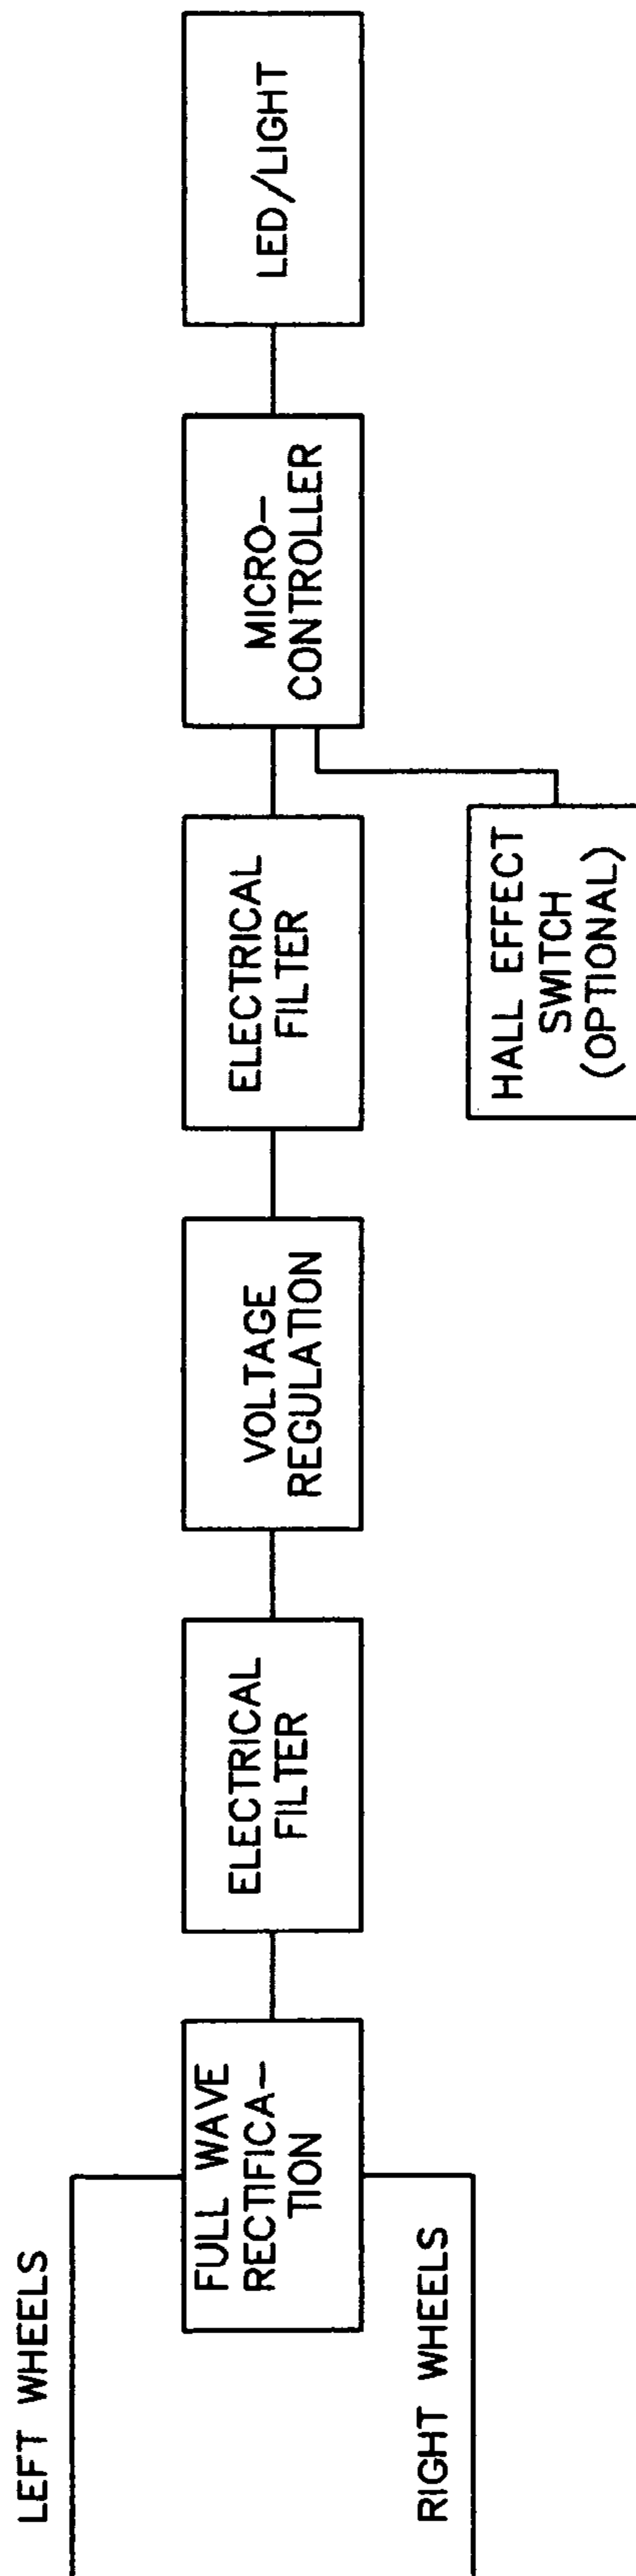 LEFT WHEELS
RIGHT WHEELS
FULL WAVE
RECTIFICA-
TION
ELECTRICAL
FILTER
VOLTAGE
REGULATION
ELECTRICAL
FILTER
HALL EFFECT
SWITCH
(OPTIONAL)
MICRO-
CONTROLLER
LED/LIGHT